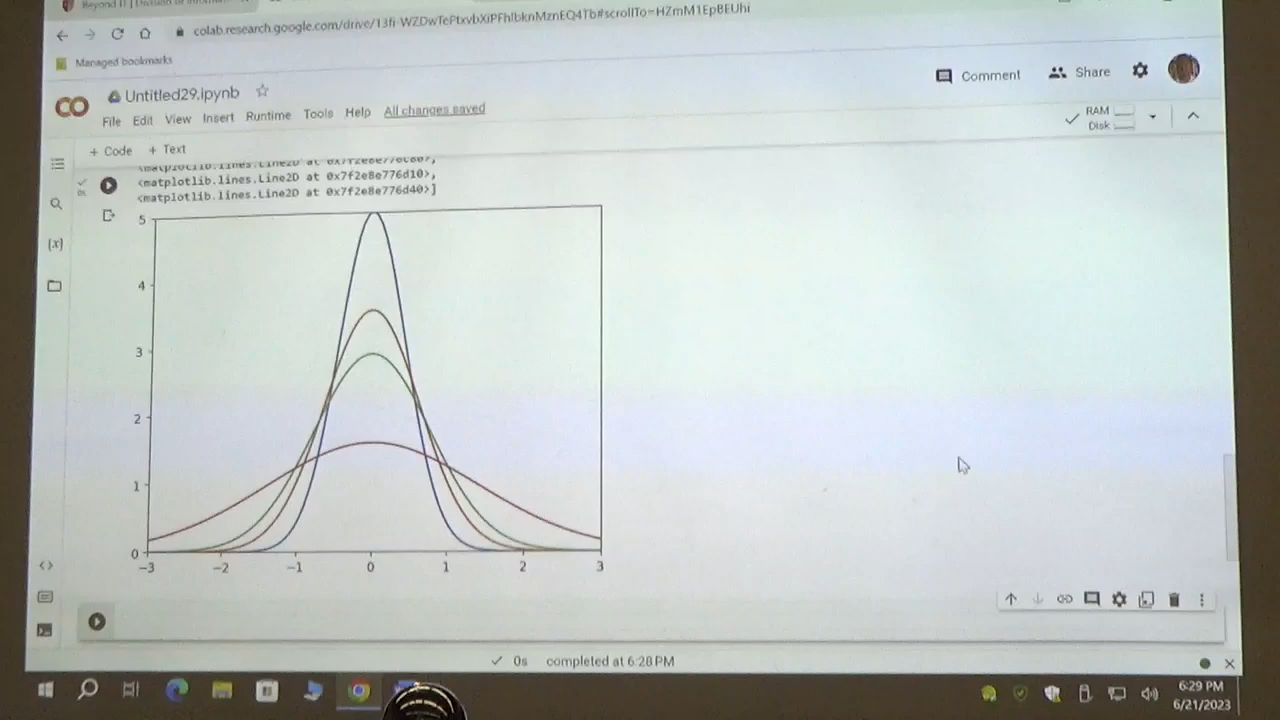 colab.research.google.com/drive/13fi-WZDwTePtxvbXiPFhlbknMznEQ4Tb#scrollTo=HZmM1EpBEUhi
Managed bookmarks
CO
Untitled29.ipynb
Comment
Share
File Edit View Insert Runtime Tools Help All changes saved
RAM
Disk
+ Code + Text
<matplotlib.lines.Line2D at 0x7f2e8e776d10>,
<matplotlib.lines.Line2D at 0x7f2e8e776d40>]
0s
{x}
5
4
3
2
1
0
−3 −2 −1 0 1 2 3
0s completed at 6:28 PM
6:29 PM
6/21/2023